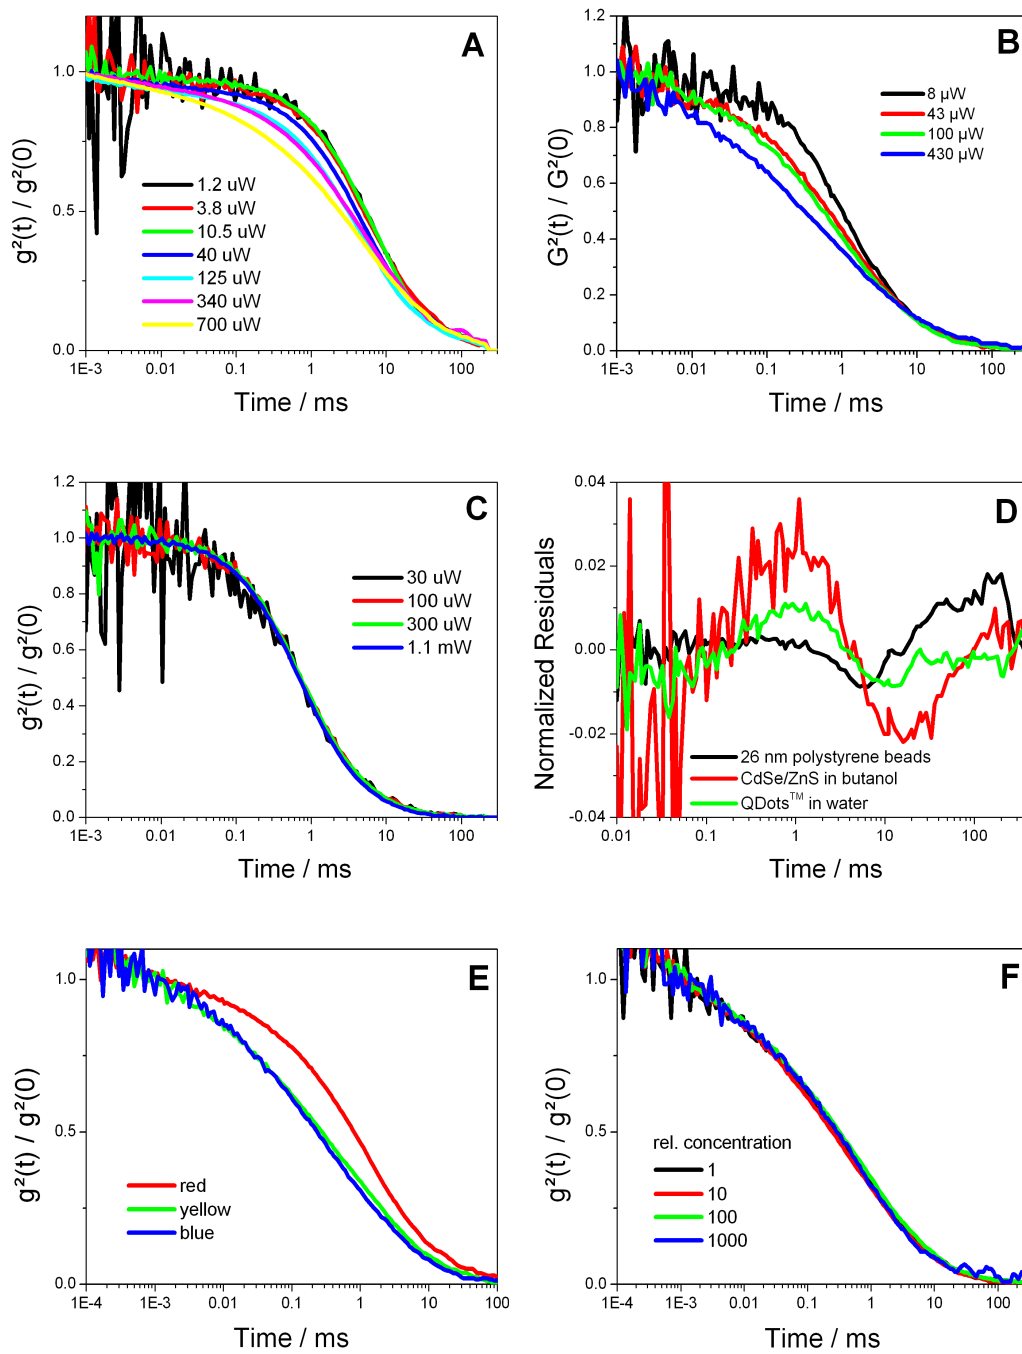 A
g²(t) / g²(0)
1.0
0.5
0.0
1.2 uW
3.8 uW
10.5 uW
40 uW
125 uW
340 uW
700 uW
1E-3 0.01 0.1 1 10 100
Time / ms
B
G²(t) / G²(0)
1.2
1.0
0.8
0.6
0.4
0.2
0.0
8 µW
43 µW
100 µW
430 µW
1E-3 0.01 0.1 1 10 100
Time / ms
C
g²(t) / g²(0)
1.2
1.0
0.8
0.6
0.4
0.2
0.0
30 uW
100 uW
300 uW
1.1 mW
1E-3 0.01 0.1 1 10 100
Time / ms
D
Normalized Residuals
0.04
0.02
0.00
-0.02
-0.04
26 nm polystyrene beads
CdSe/ZnS in butanol
QDots™ in water
0.01 0.1 1 10 100
Time / ms
E
g²(t) / g²(0)
1.0
0.5
0.0
red
yellow
blue
1E-4 1E-3 0.01 0.1 1 10 100
Time / ms
F
g²(t) / g²(0)
1.0
0.5
0.0
rel. concentration
1
10
100
1000
1E-4 1E-3 0.01 0.1 1 10 100
Time / ms